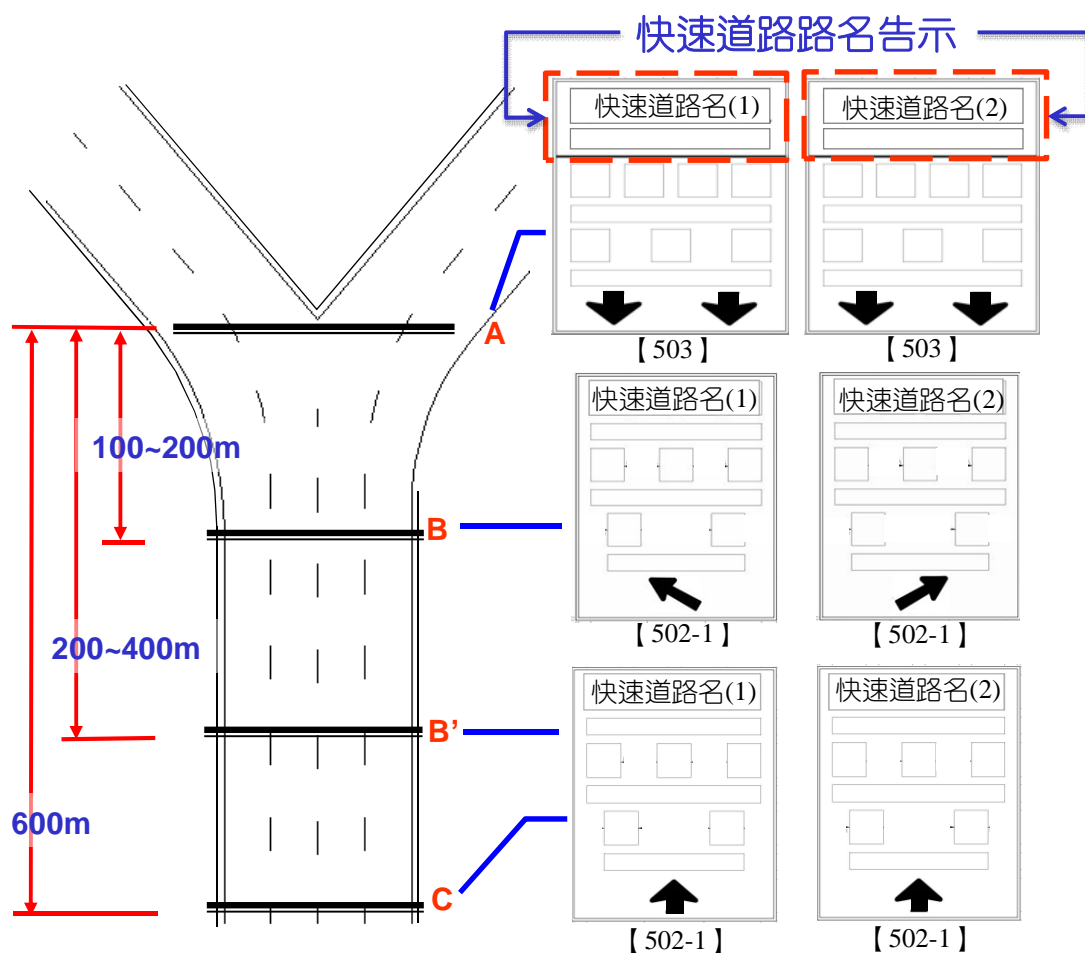 快速道路路名告示
快速道路名(1)
快速道路名(2)
A
【503】
【503】
100~200m
快速道路名(1)
快速道路名(2)
B
【502-1】
【502-1】
200~400m
快速道路名(1)
快速道路名(2)
B’
600m
C
【502-1】
【502-1】